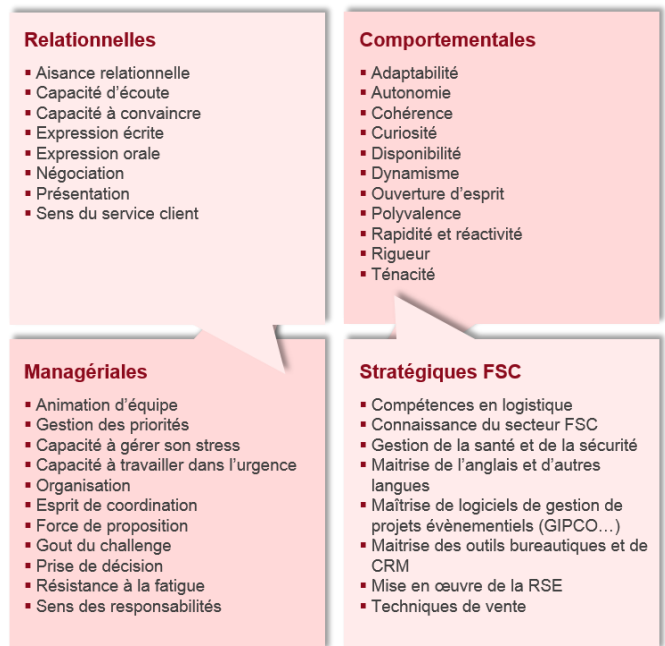 Relationnelles
▪ Aisance relationnelle
▪ Capacité d'écoute
▪ Capacité à convaincre
▪ Expression écrite
▪ Expression orale
▪ Négociation
▪ Présentation
▪ Sens du service client
Comportementales
▪ Adaptabilité
▪ Autonomie
▪ Cohérence
▪ Curiosité
▪ Disponibilité
▪ Dynamisme
▪ Ouverture d'esprit
▪ Polyvalence
▪ Rapidité et réactivité
▪ Rigueur
▪ Ténacité
Managériales
▪ Animation d'équipe
▪ Gestion des priorités
▪ Capacité à gérer son stress
▪ Capacité à travailler dans l'urgence
▪ Organisation
▪ Esprit de coordination
▪ Force de proposition
▪ Gout du challenge
▪ Prise de décision
▪ Résistance à la fatigue
▪ Sens des responsabilités
Stratégiques FSC
▪ Compétences en logistique
▪ Connaissance du secteur FSC
▪ Gestion de la santé et de la sécurité
▪ Maitrise de l'anglais et d'autres
langues
▪ Maîtrise de logiciels de gestion de
projets évènementiels (GIPCO…)
▪ Maitrise des outils bureautiques et de
CRM
▪ Mise en œuvre de la RSE
▪ Techniques de vente